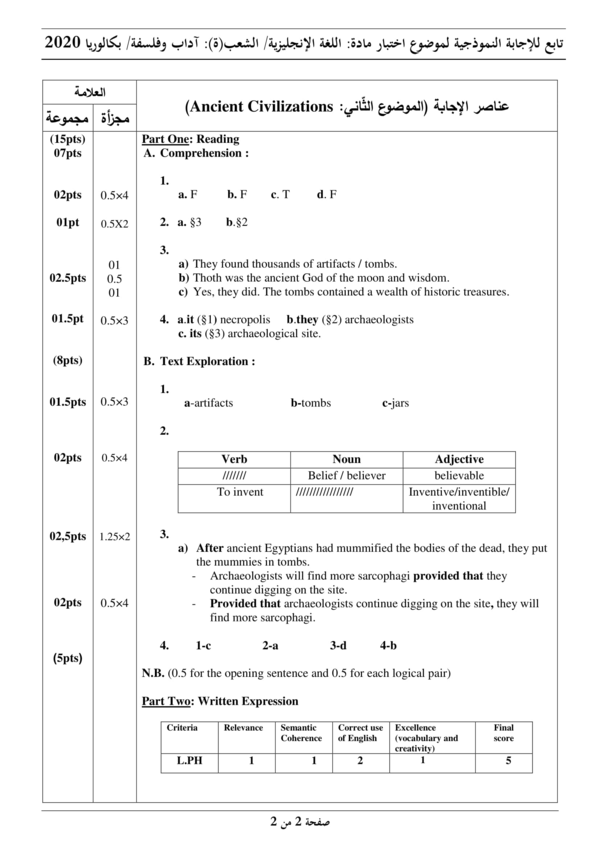 تابع للإجابة النموذجية لموضوع اختبار مادة: اللغة الإنجليزية/ الشعب(ة): آداب وفلسفة/ بكالوريا 2020
العلامة
عناصر الإجابة (الموضوع الثّاني: Ancient Civilizations)
مجموعة مجزأة
(15pts) Part One: Reading
07pts A. Comprehension :
1.
02pts 0.5×4 a. F b. F c. T d. F
01pt 0.5X2 2. a. §3 b.§2
3.
01 a) They found thousands of artifacts / tombs.
02.5pts 0.5 b) Thoth was the ancient God of the moon and wisdom.
01 c) Yes, they did. The tombs contained a wealth of historic treasures.
01.5pt 0.5×3 4. a.it (§1) necropolis b.they (§2) archaeologists
c. its (§3) archaeological site.
(8pts) B. Text Exploration :
1.
01.5pts 0.5×3 a-artifacts b-tombs c-jars
2.
02pts 0.5×4 Verb Noun Adjective
/////// Belief / believer believable
To invent ///////////////// Inventive/inventible/
inventional
02,5pts 1.25×2 3.
a) After ancient Egyptians had mummified the bodies of the dead, they put
the mummies in tombs.
- Archaeologists will find more sarcophagi provided that they
continue digging on the site.
02pts 0.5×4 - Provided that archaeologists continue digging on the site, they will
find more sarcophagi.
4. 1-c 2-a 3-d 4-b
(5pts)
N.B. (0.5 for the opening sentence and 0.5 for each logical pair)
Part Two: Written Expression
Criteria Relevance Semantic Correct use Excellence Final
Coherence of English (vocabulary and score
creativity)
L.PH 1 1 2 1 5
صفحة 2 من 2